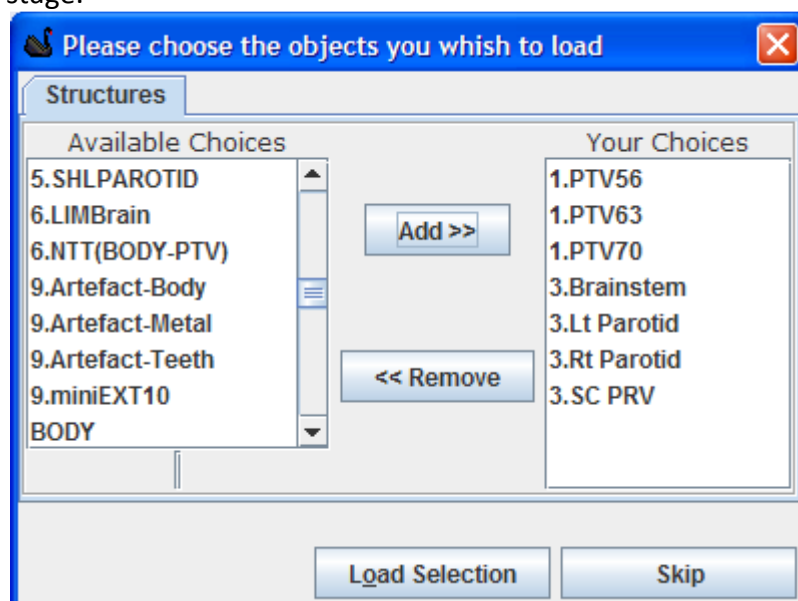 stage.
Please choose the objects you whish to load
Structures
Available Choices
5.SHLPAROTID
6.LIMBrain
6.NTT(BODY-PTV)
9.Artefact-Body
9.Artefact-Metal
9.Artefact-Teeth
9.miniEXT10
BODY
Add >>
<< Remove
Your Choices
1.PTV56
1.PTV63
1.PTV70
3.Brainstem
3.Lt Parotid
3.Rt Parotid
3.SC PRV
Load Selection
Skip